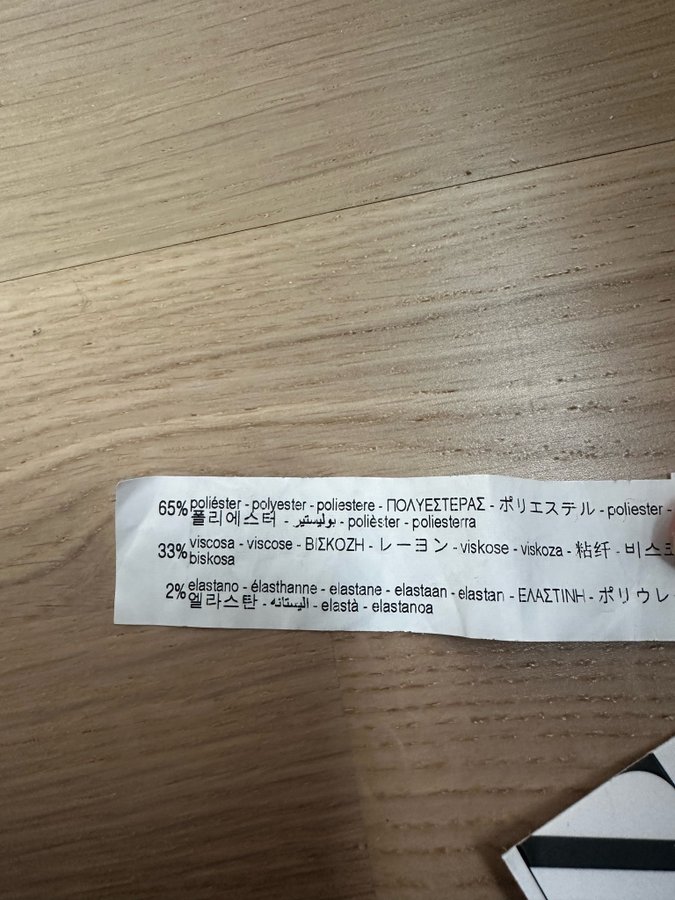 65% poliéster - polyester - poliestere - ΠΟΛΥΕΣΤΕΡΑΣ - ポリエステル - poliester -
폴리에스터 - بوليستير - polièster - poliesterra
33% viscosa - viscose - ΒΙΣΚΟΖΗ - レーヨン - viskose - viskoza - 粘纤 - 비스
biskosa
2% elastano - élasthanne - elastane - elastaan - elastan - ΕΛΑΣΤΙΝΗ - ポリウレ
엘라스탄 - اليستانه - elastà - elastanoa